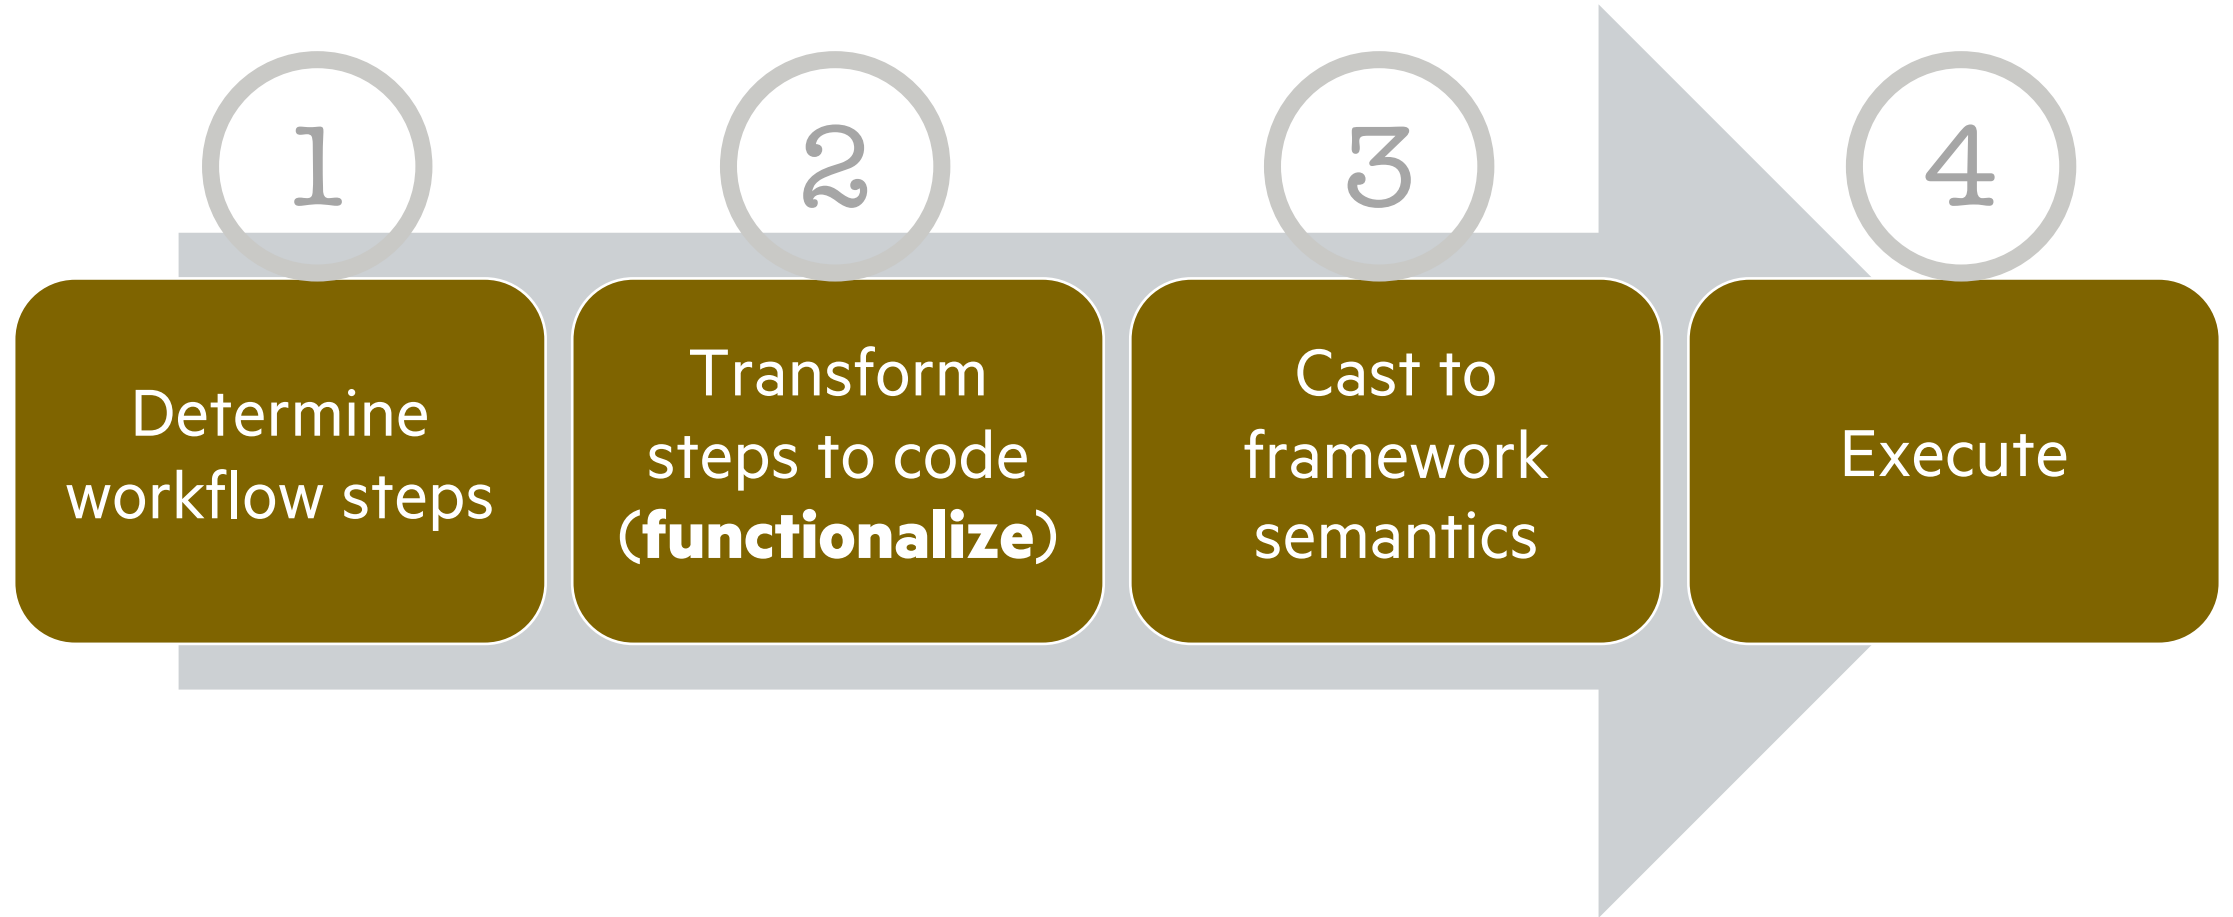 1
Determine
workflow steps
2
Transform
steps to code
(functionalize)
3
Cast to
framework
semantics
4
Execute